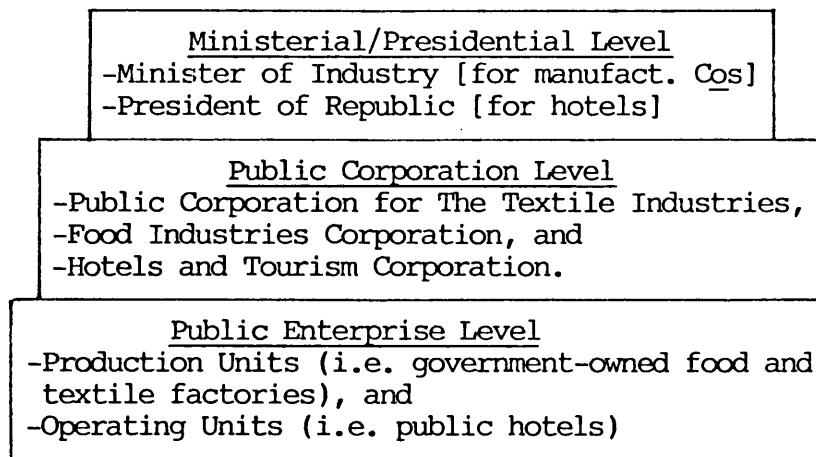 Ministerial/Presidential Level
-Minister of Industry [for manufact. Cos]
-President of Republic [for hotels]
Public Corporation Level
-Public Corporation for The Textile Industries,
-Food Industries Corporation, and
-Hotels and Tourism Corporation.
Public Enterprise Level
-Production Units (i.e. government-owned food and
textile factories), and
-Operating Units (i.e. public hotels)